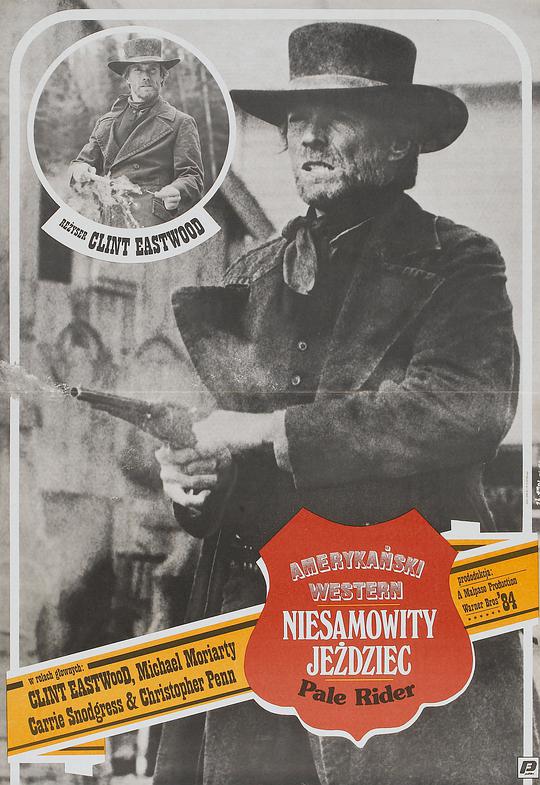 REŻYSER CLINT EASTWOOD
AMERYKAŃSKI
WESTERN
NIESAMOWITY
JEŹDZIEC
Pale Rider
w rolach głównych:
CLINT EASTWOOD, Michael Moriarty
Carrie Snodgress & Christopher Penn
prododukcja:
A Malpaso Production
Warner Bros' 84